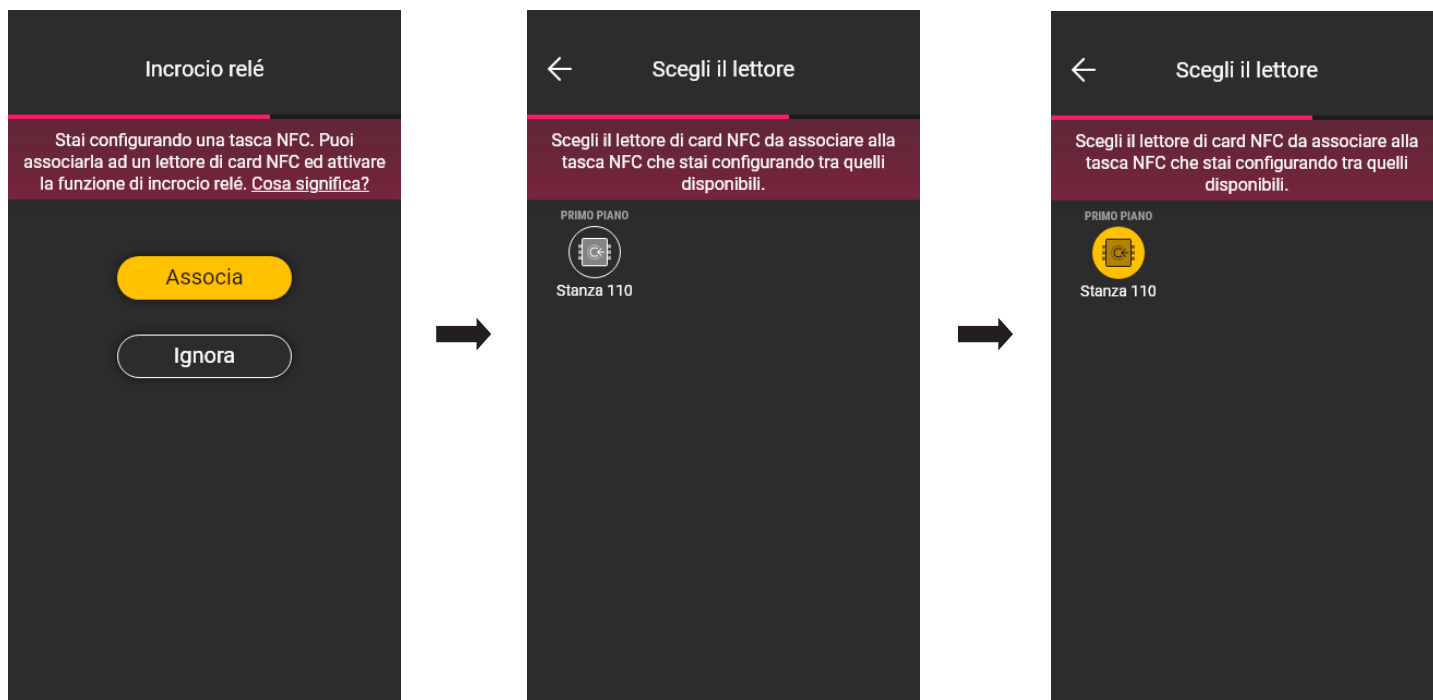 Incrocio relé
Stai configurando una tasca NFC. Puoi
associarla ad un lettore di card NFC ed attivare
la funzione di incrocio relé. Cosa significa?
Associa
Ignora
Scegli il lettore
Scegli il lettore di card NFC da associare alla
tasca NFC che stai configurando tra quelli
disponibili.
PRIMO PIANO
Stanza 110
Scegli il lettore
Scegli il lettore di card NFC da associare alla
tasca NFC che stai configurando tra quelli
disponibili.
PRIMO PIANO
Stanza 110